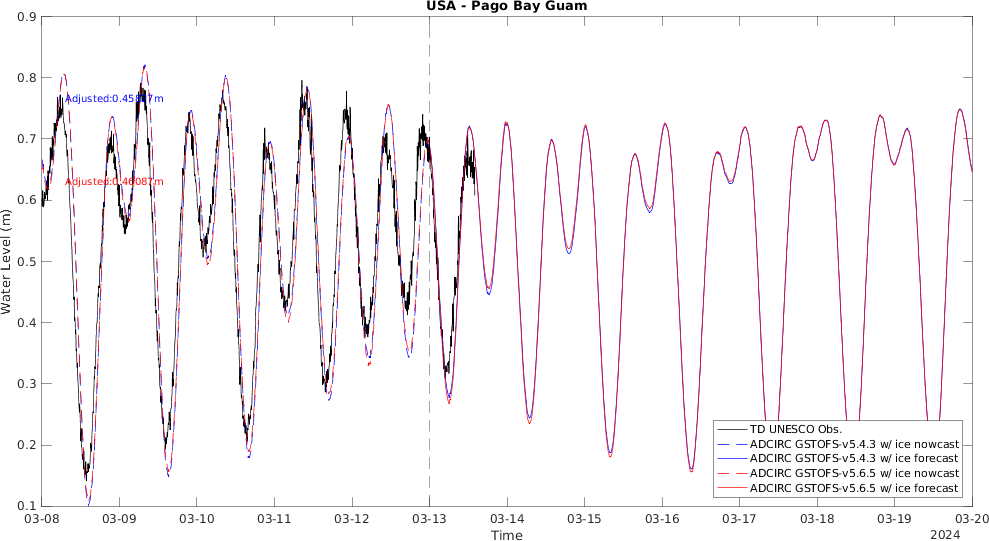 USA - Pago Bay Guam
0.9
0.8
0.7
0.6
0.5
0.4
0.3
0.2
0.1
Water Level (m)
Adjusted:0.46087m
TD UNESCO Obs.
ADCIRC GSTOFS-v5.4.3 w/ ice nowcast
ADCIRC GSTOFS-v5.4.3 w/ ice forecast
ADCIRC GSTOFS-v5.6.5 w/ ice nowcast
ADCIRC GSTOFS-v5.6.5 w/ ice forecast
03-08 03-09 03-10 03-11 03-12 03-13 03-14 03-15 03-16 03-17 03-18 03-19 03-20
Time
2024